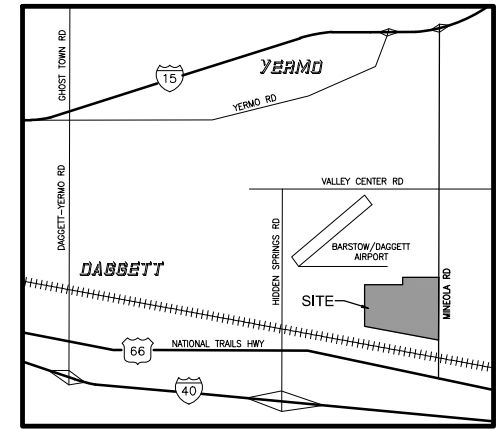 GHOST TOWN RD
15
YERMO
YERMO RD
DAGGETT-YERMO RD
VALLEY CENTER RD
HIDDEN SPRINGS RD
BARSTOW/DAGGETT
AIRPORT
MINEOLA RD
DAGGETT
SITE
NATIONAL TRAILS HWY
66
40